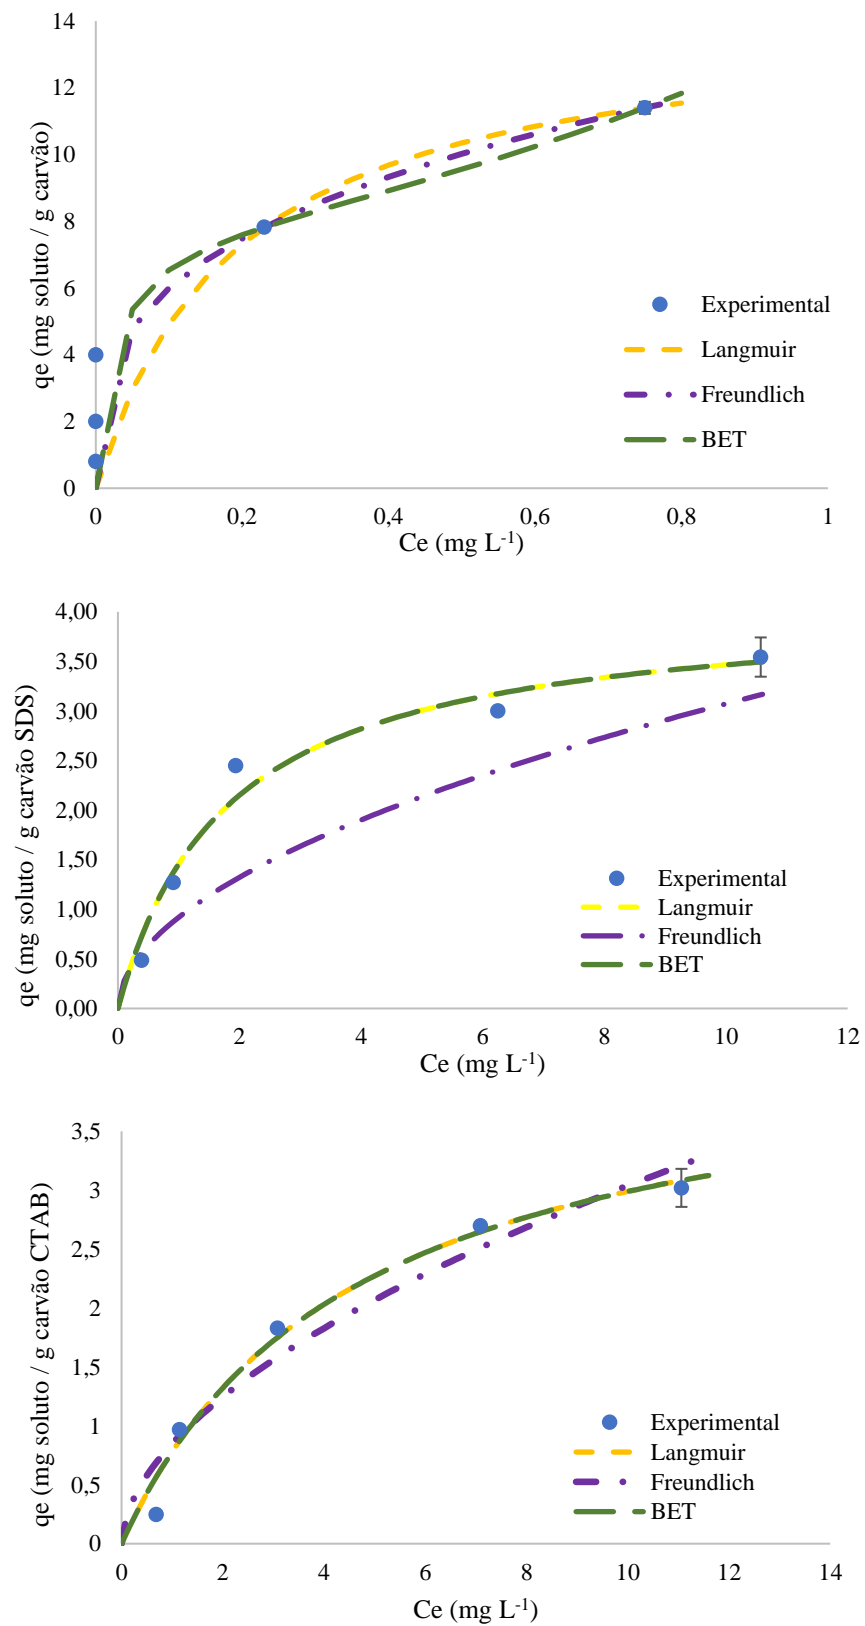 14
12
10
8
6
4
2
0
qe (mg soluto / g carvão)
0
0,2
0,4
0,6
0,8
1
Ce (mg L-1)
Experimental
Langmuir
Freundlich
BET
4,00
3,50
3,00
2,50
2,00
1,50
1,00
0,50
0,00
qe (mg soluto / g carvão SDS)
0
2
4
6
8
10
12
Ce (mg L-1)
Experimental
Langmuir
Freundlich
BET
3,5
3
2,5
2
1,5
1
0,5
0
qe (mg soluto / g carvão CTAB)
0
2
4
6
8
10
12
14
Ce (mg L-1)
Experimental
Langmuir
Freundlich
BET